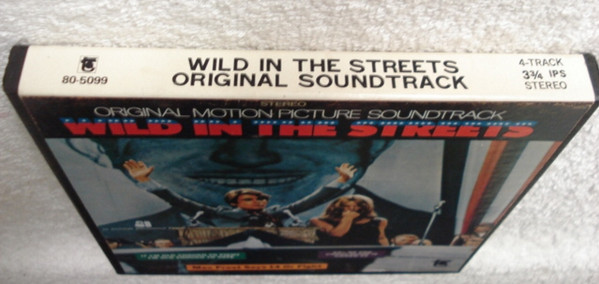 80-5099
WILD IN THE STREETS
ORIGINAL SOUNDTRACK
4-TRACK
3¾ IPS
STEREO
STEREO
ORIGINAL MOTION PICTURE SOUNDTRACK
WILD IN THE STREETS